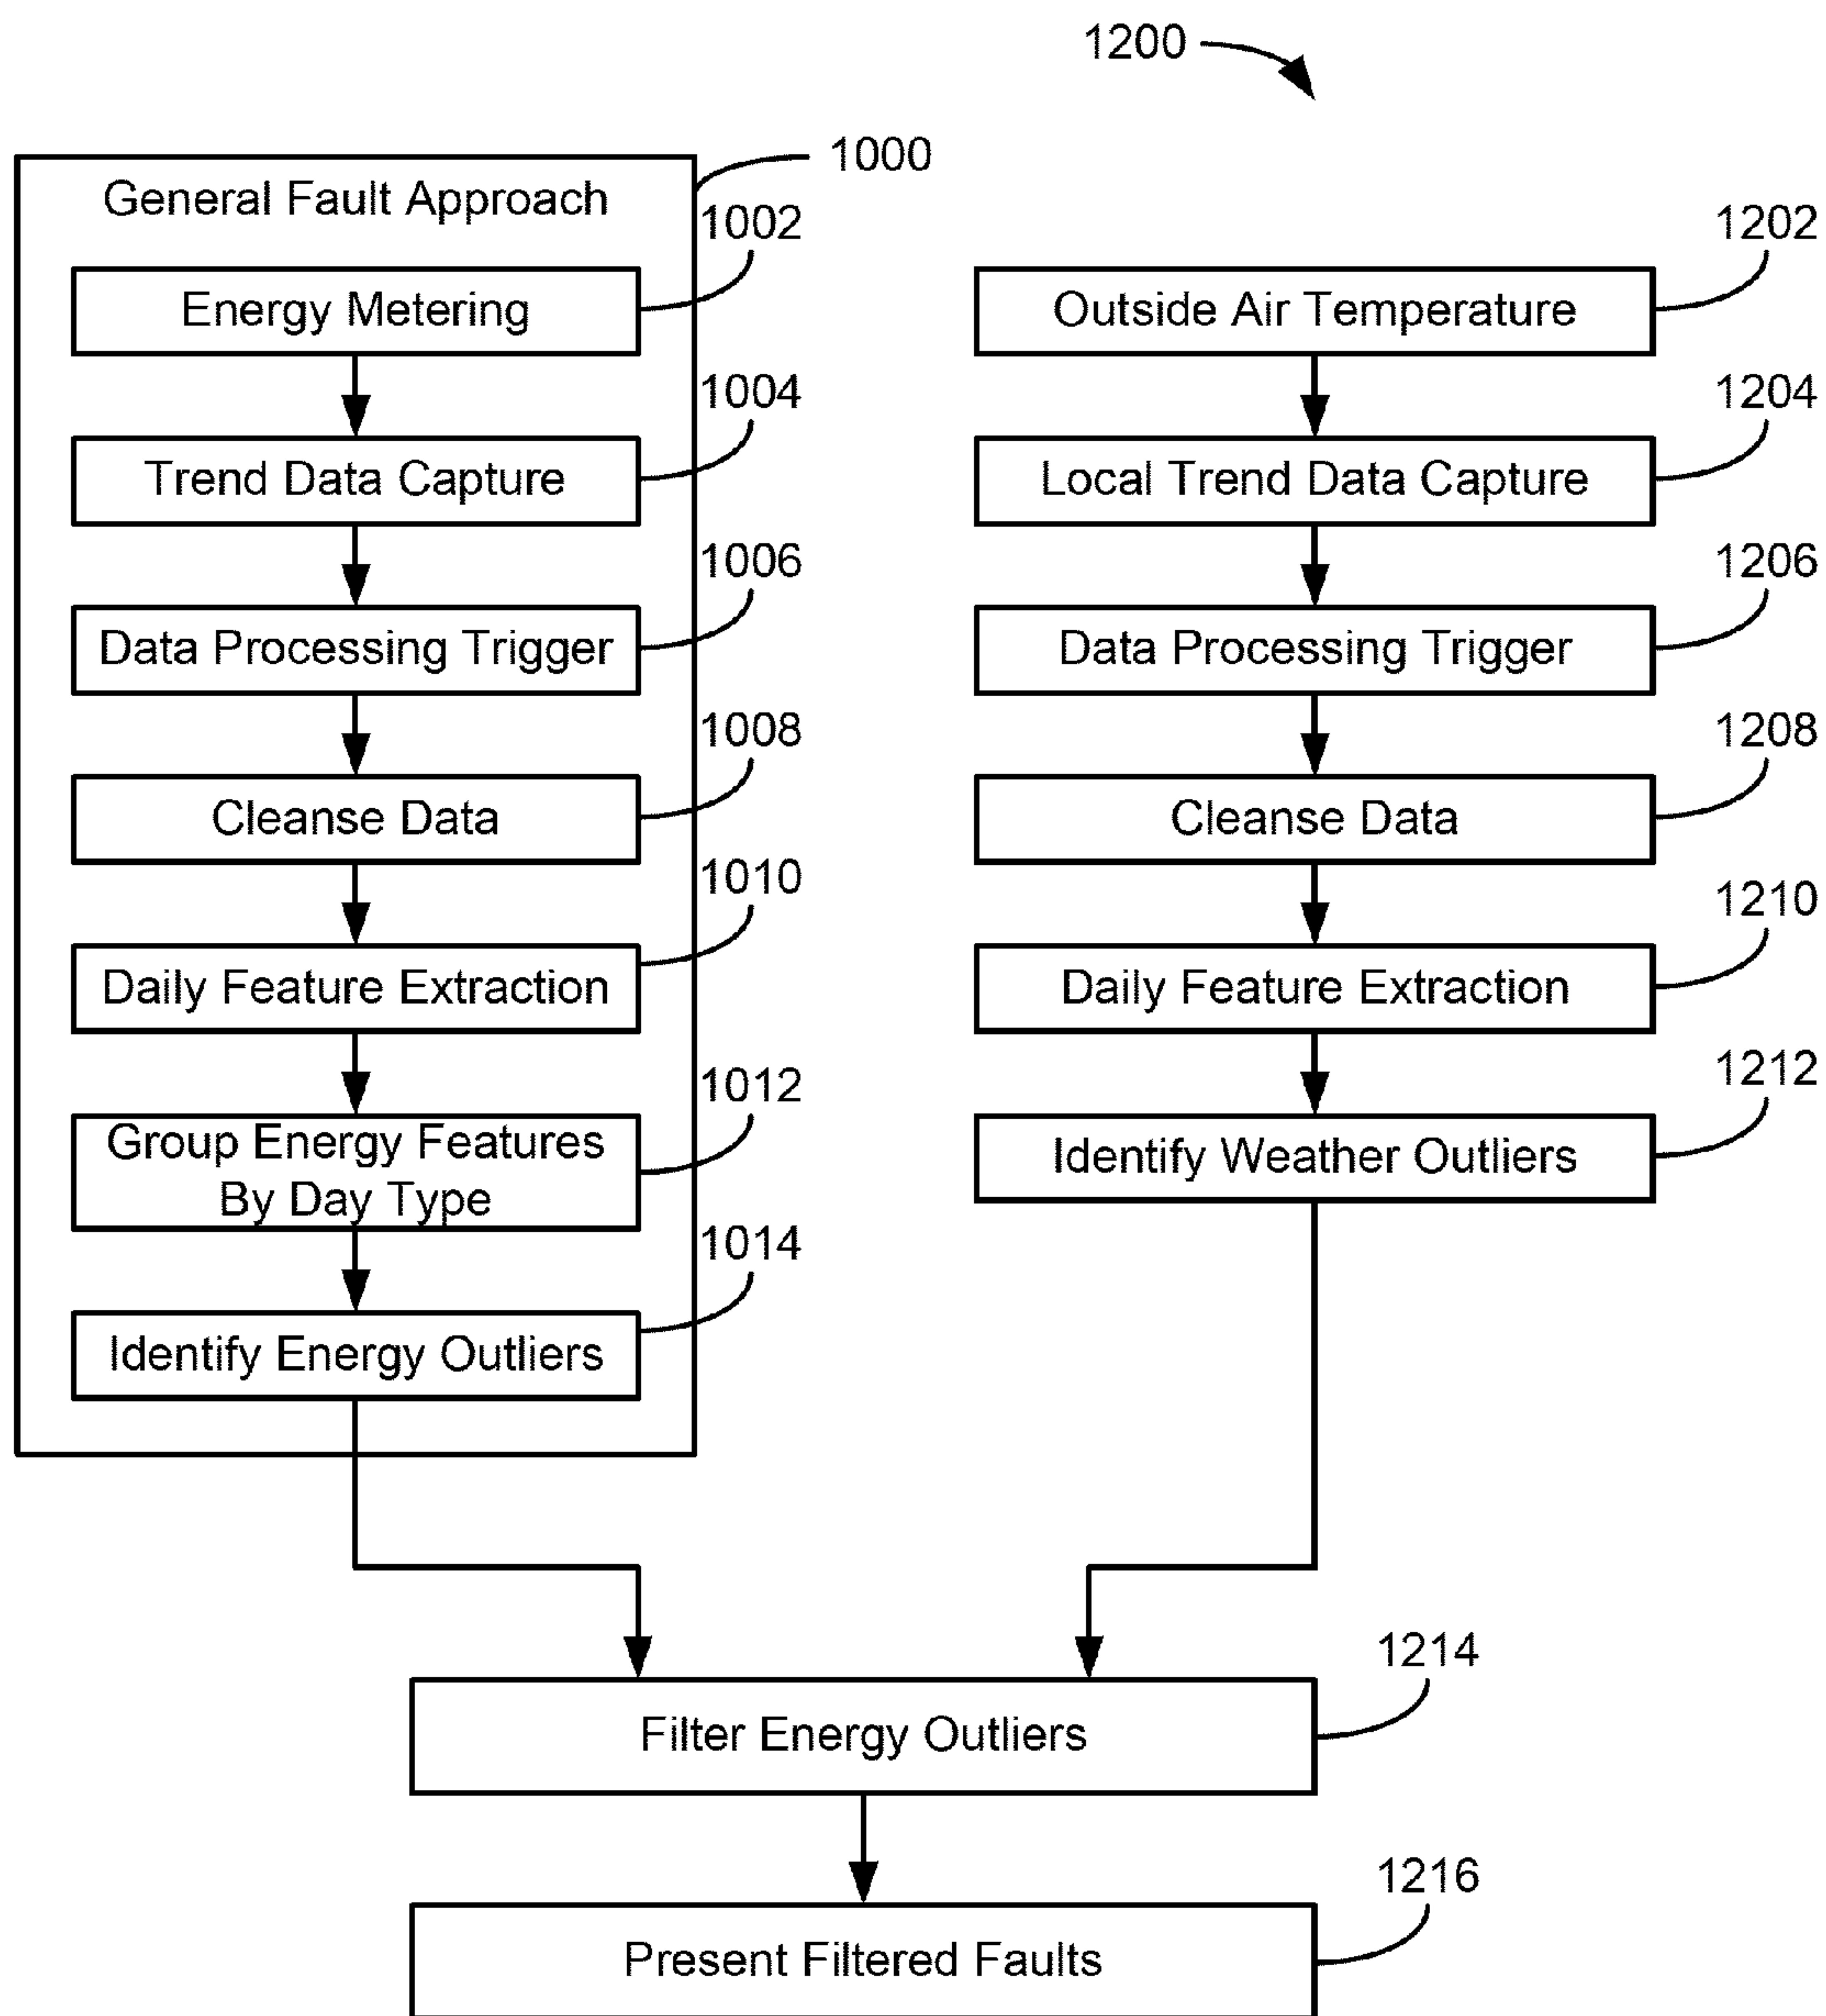 1200
1000
General Fault Approach
1002
Energy Metering
1004
Trend Data Capture
1006
Data Processing Trigger
1008
Cleanse Data
1010
Daily Feature Extraction
1012
Group Energy Features
By Day Type
1014
Identify Energy Outliers
1202
Outside Air Temperature
1204
Local Trend Data Capture
1206
Data Processing Trigger
1208
Cleanse Data
1210
Daily Feature Extraction
1212
Identify Weather Outliers
1214
Filter Energy Outliers
1216
Present Filtered Faults